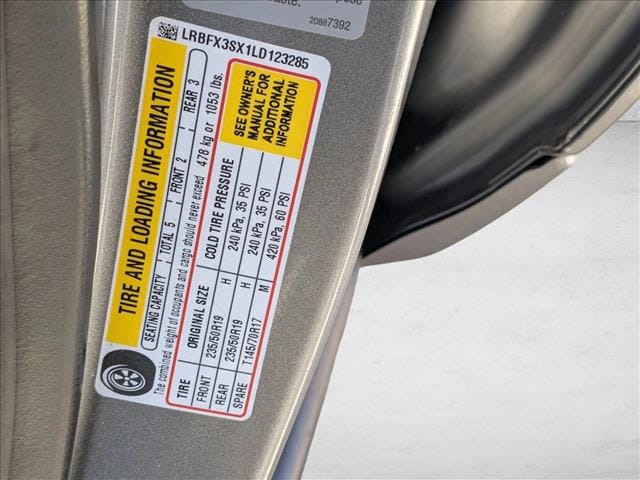 aste.
20887392
LRBFX3SX1LD123285
TIRE AND LOADING INFORMATION
SEATING CAPACITY TOTAL 5 FRONT 2 REAR 3
The combined weight of occupants and cargo should never exceed 478 kg or 1053 lbs.
TIRE ORIGINAL SIZE COLD TIRE PRESSURE
FRONT 235/50R19 H 240 kPa, 35 PSI
REAR 235/50R19 H 240 kPa, 35 PSI
SPARE T145/70R17 M 420 kPa, 60 PSI
SEE OWNER'S
MANUAL FOR
ADDITIONAL
INFORMATION